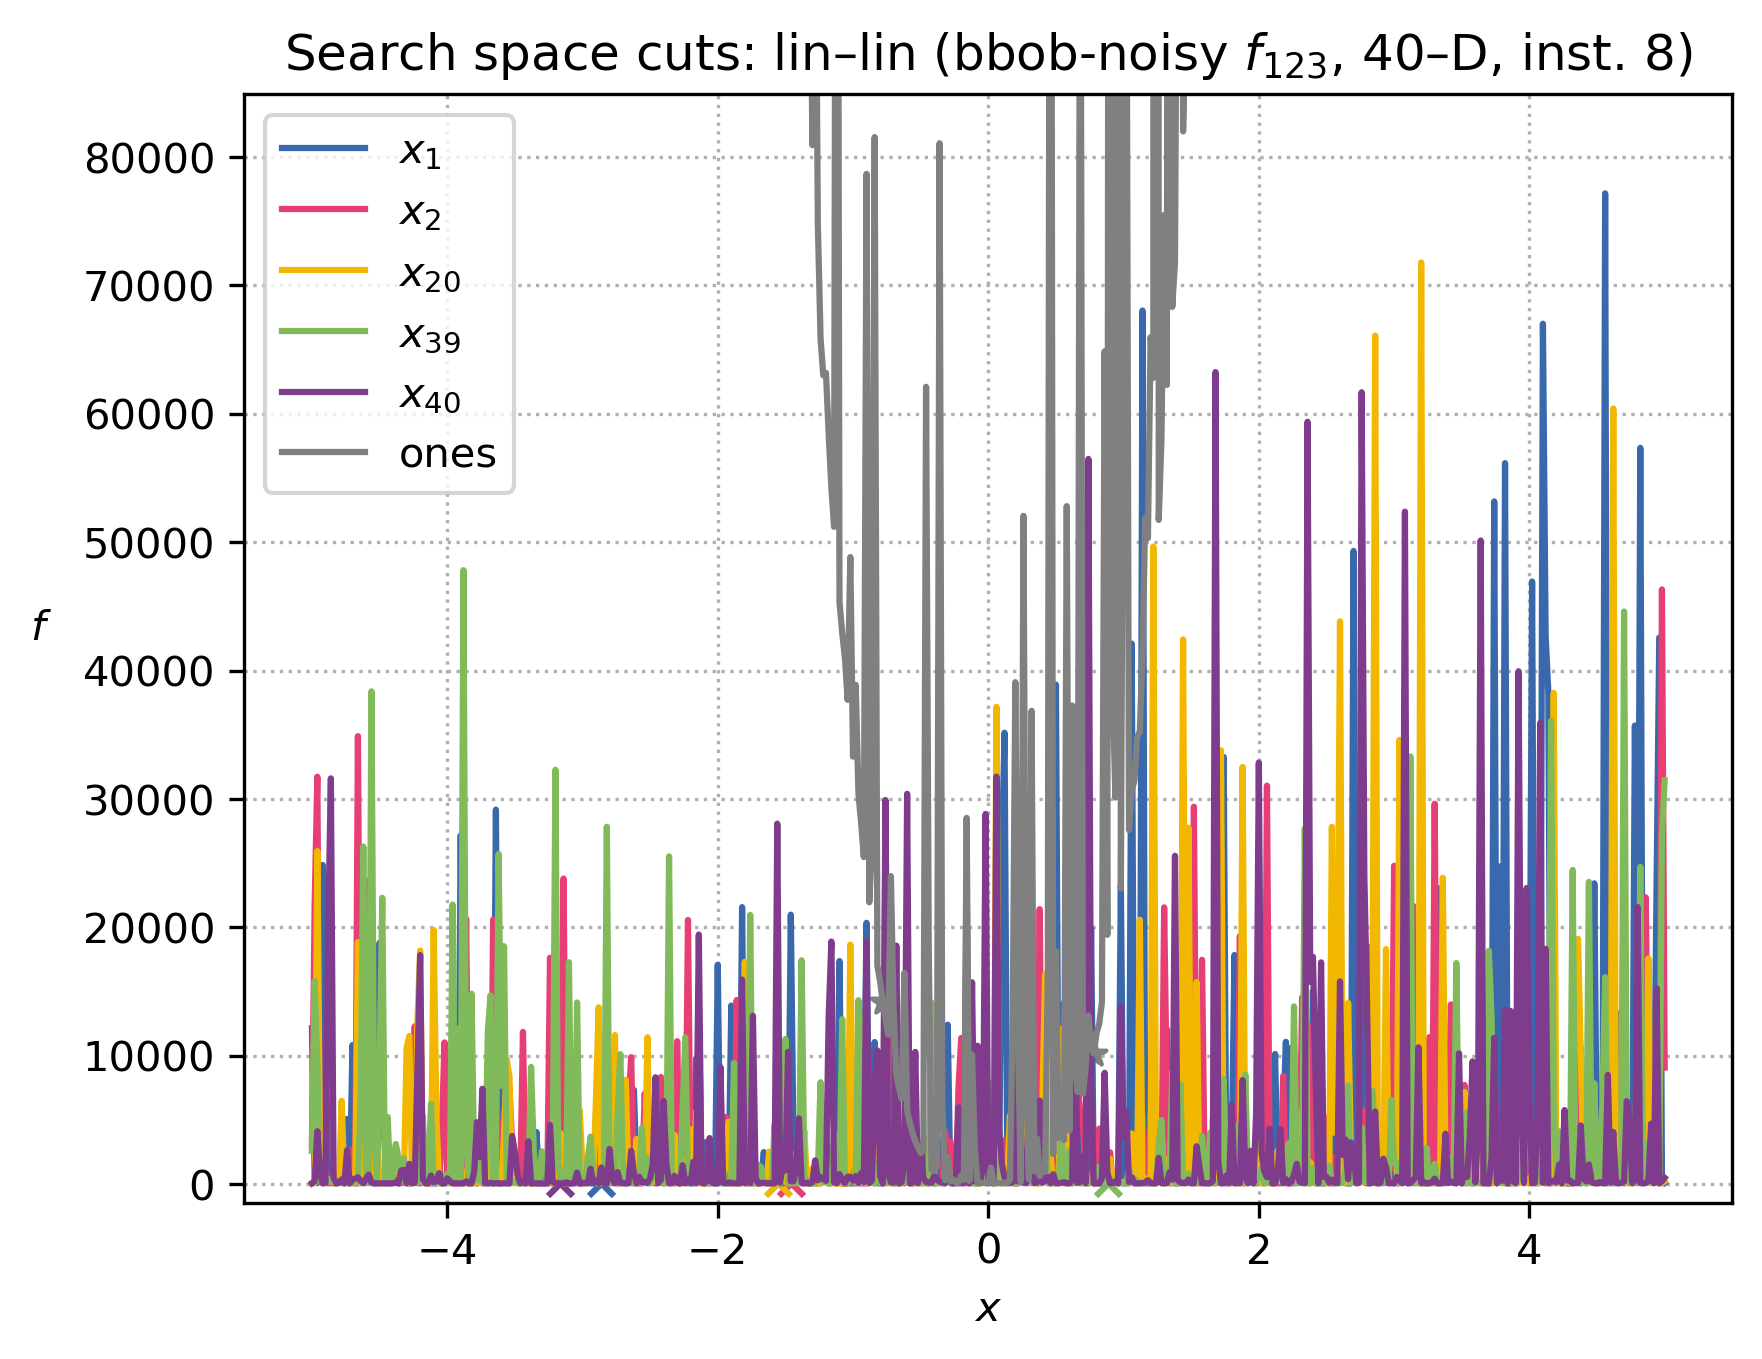 Search space cuts: lin–lin (bbob-noisy f₁₂₃, 40–D, inst. 8)
x₁
x₂
x₂₀
x₃₉
x₄₀
ones
80000
70000
60000
50000
40000
30000
20000
10000
0
f
−4 −2 0 2 4
x